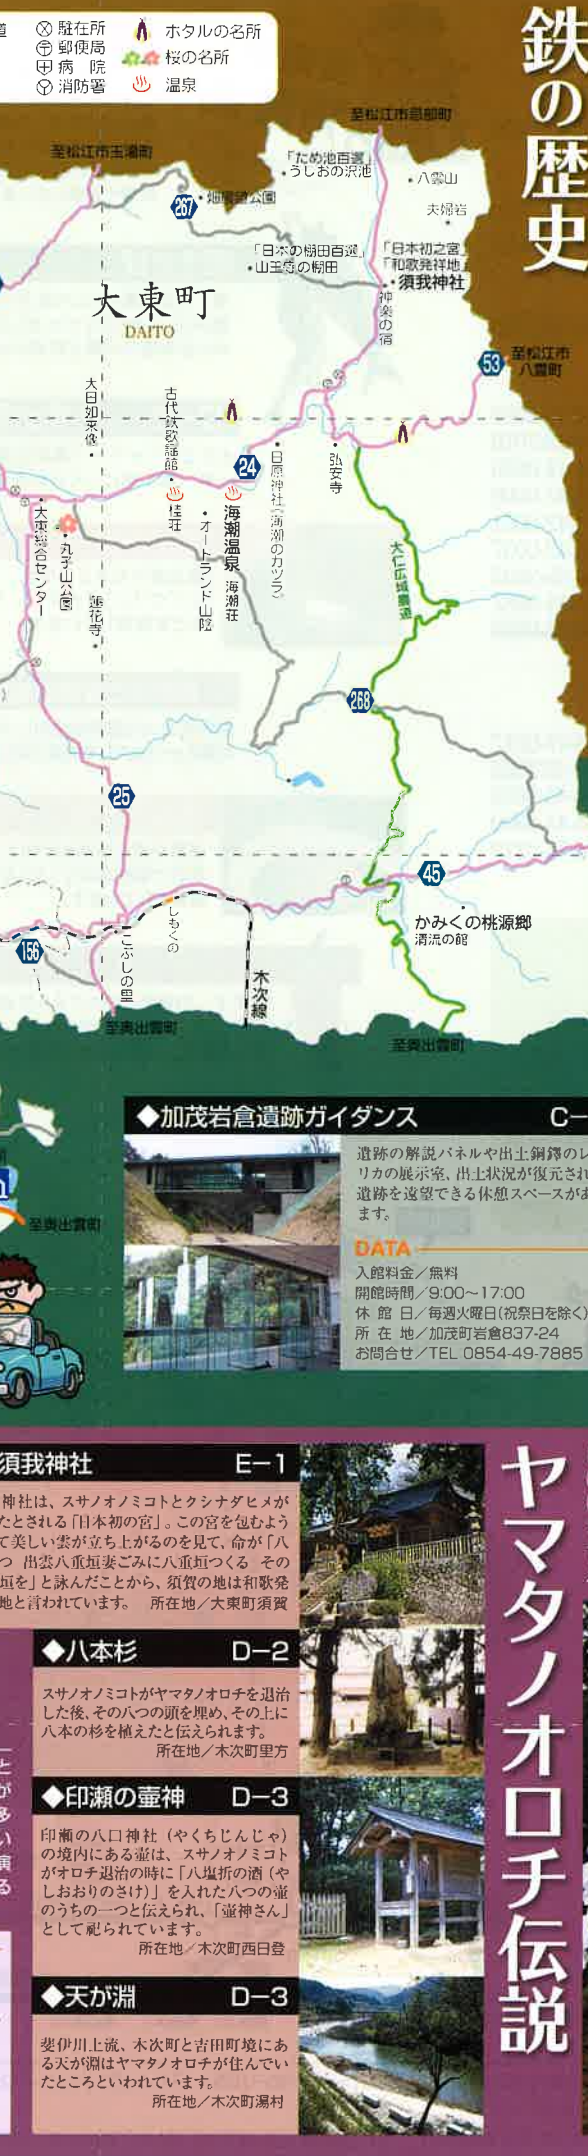 鉄の歴史
道
駐在所
郵便局
病 院
消防署
ホタルの名所
桜の名所
温泉
至松江市忌部町
至松江市玉湯町
「ため池百選」
・うしおの沢池
・八雲山
夫婦岩
267
・畑展望公園
「日本の棚田百選」
・山王寺の棚田
「日本初之宮」
「和歌発祥地」
・須我神社
神楽の宿
大東町
DAITO
53
至松江市
八雲町
大日如来像・
古代鉄歌謡館・
24
・日原神社(海潮のカツラ)
弘安寺
桂荘
海潮温泉 海潮荘
・オートランド山陰
・大東総合センター
・丸子山公園
蓮花寺・
大仁広域農道
268
25
45
かみくの桃源郷
清流の館
しもくの
156
こぶしの里
木次線
至奥出雲町
至奥出雲町
至奥出雲町
◆加茂岩倉遺跡ガイダンス C−
遺跡の解説パネルや出土銅鐸のレ
リカの展示室、出土状況が復元され
遺跡を遠望できる休憩スペースがあ
ます。
DATA
入館料金/無料
開館時間/9:00〜17:00
休 館 日/毎週火曜日(祝祭日を除く)
所 在 地/加茂町岩倉837-24
お問合せ/TEL 0854-49-7885
ヤマタノオロチ伝説
須我神社 E−1
神社は、スサノオノミコトとクシナダヒメが
たとされる「日本初の宮」。この宮を包むよう
て美しい雲が立ち上がるのを見て、命が「八
つ 出雲八重垣妻ごみに八重垣つくる その
垣を」と詠んだことから、須賀の地は和歌発
地と言われています。 所在地/大東町須賀
◆八本杉 D−2
スサノオノミコトがヤマタノオロチを退治
した後、その八つの頭を埋め、その上に
八本の杉を植えたと伝えられます。
所在地/木次町里方
◆印瀬の壷神 D−3
印瀬の八口神社(やくちじんじゃ)
の境内にある壷は、スサノオノミコト
がオロチ退治の時に「八塩折の酒(や
しおおりのさけ)」を入れた八つの壷
のうちの一つと伝えられ、「壷神さん」
として祀られています。
所在地/木次町西日登
◆天が淵 D−3
斐伊川上流、木次町と吉田町境にあ
る天が淵はヤマタノオロチが住んでい
たところといわれています。
所在地/木次町湯村
と
が
多
い
演
る